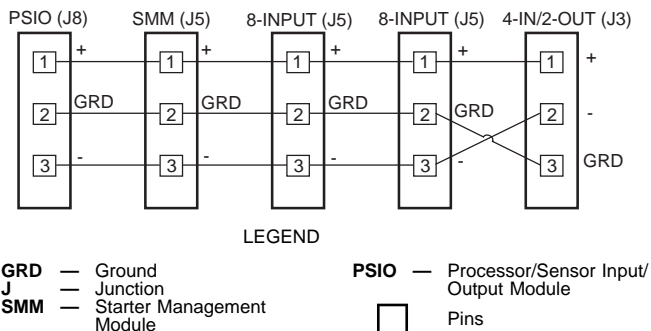 PSIO (J8) SMM (J5) 8-INPUT (J5) 8-INPUT (J5) 4-IN/2-OUT (J3)
1 + 1 + 1 + 1 + 1 +
2 GRD 2 GRD 2 GRD 2 GRD 2 -
3 - 3 - 3 - 3 - 3 GRD
LEGEND
GRD — Ground
J — Junction
SMM — Starter Management
Module
PSIO — Processor/Sensor Input/
Output Module
Pins